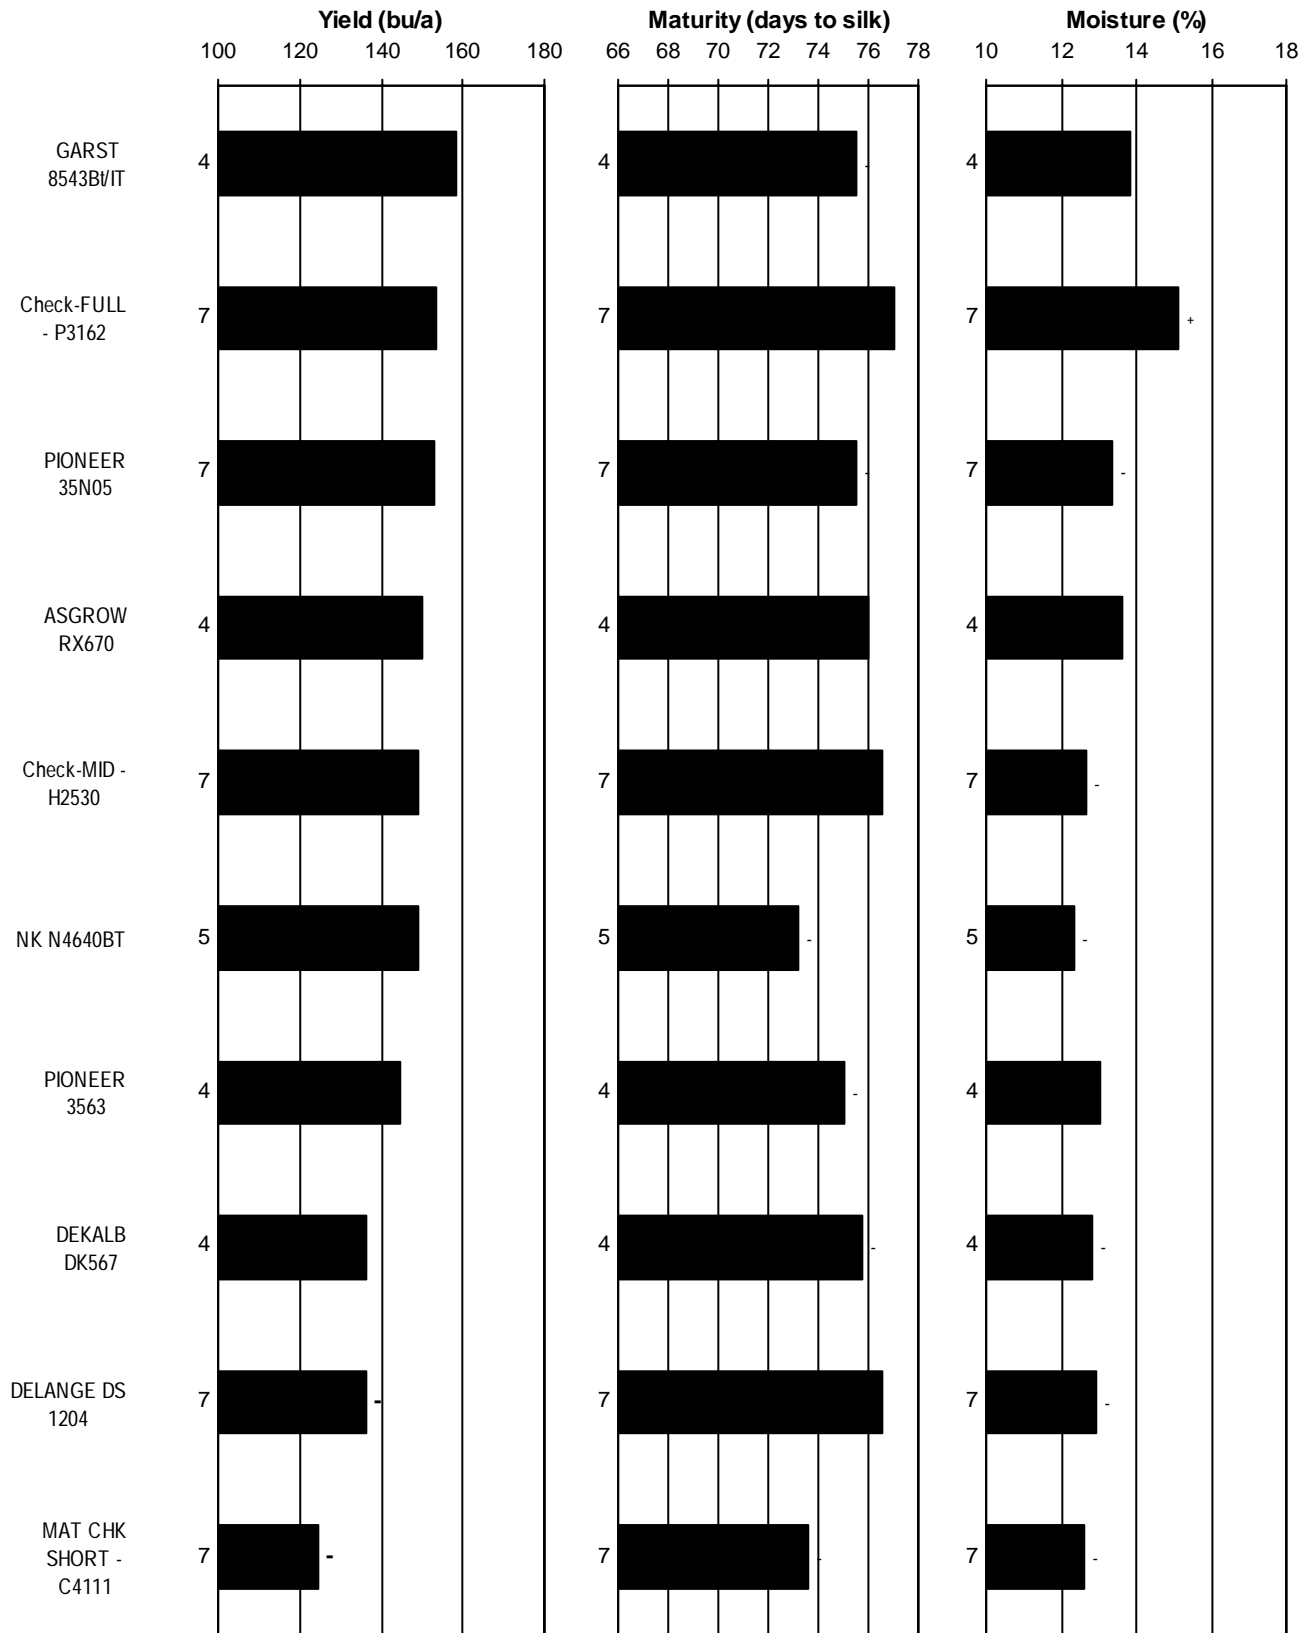 Yield (bu/a) Maturity (days to silk) Moisture (%)
100 120 140 160 180 66 68 70 72 74 76 78 10 12 14 16 18
GARST
8543Bt/IT
4 4 - 4
Check-FULL
- P3162
7 7 7 +
PIONEER
35N05
7 7 - 7 -
ASGROW
RX670
4 4 4
Check-MID -
H2530
7 7 7 -
NK N4640BT
5 5 - 5 -
PIONEER
3563
4 4 - 4
DEKALB
DK567
4 4 - 4 -
DELANGE DS
1204
7 - 7 7 -
MAT CHK
SHORT -
C4111
7 - 7 - 7 -